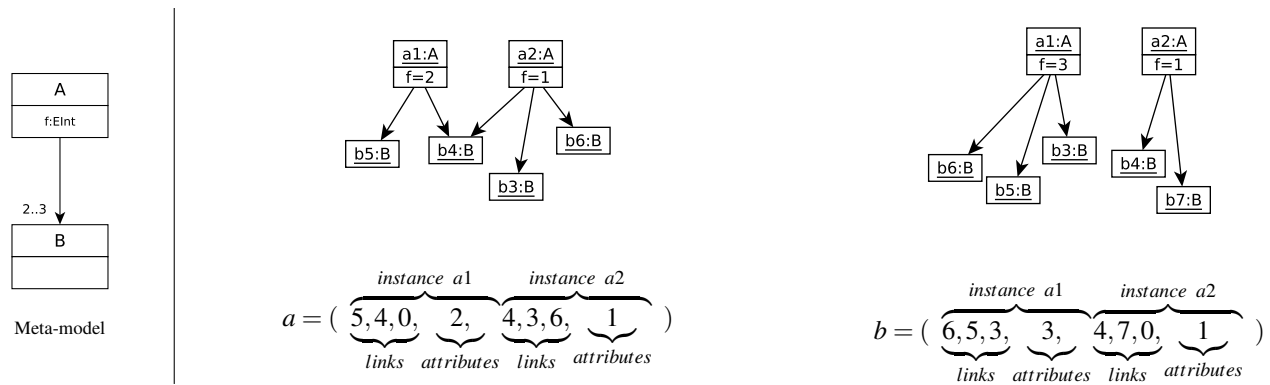 A
f:EInt
2..3
B
Meta-model
a1:A
f=2
a2:A
f=1
b5:B
b4:B
b6:B
b3:B
instance a1 instance a2
a = ( 5,4,0, 2, 4,3,6, 1 )
links attributes links attributes
a1:A
f=3
a2:A
f=1
b6:B
b5:B
b3:B
b4:B
b7:B
instance a1 instance a2
b = ( 6,5,3, 3, 4,7,0, 1 )
links attributes links attributes